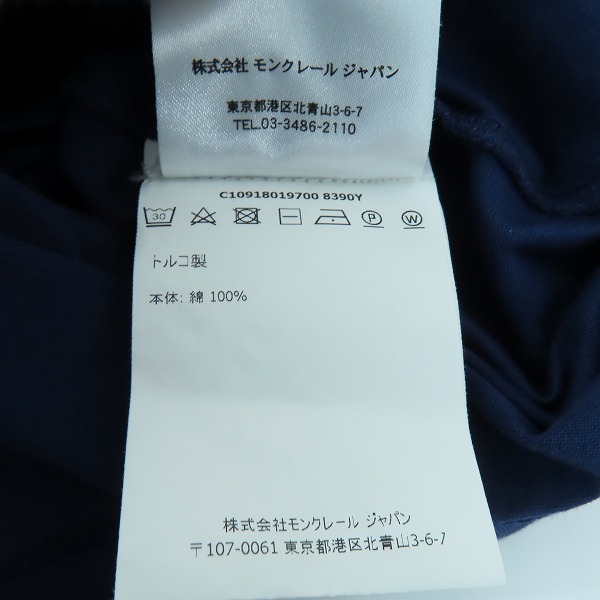 株式会社 モンクレール ジャパン
東京都港区北青山3-6-7
TEL.03-3486-2110
C10918019700 8390Y
30 P W
トルコ製
本体: 綿 100%
株式会社モンクレール ジャパン
〒107-0061 東京都港区北青山3-6-7